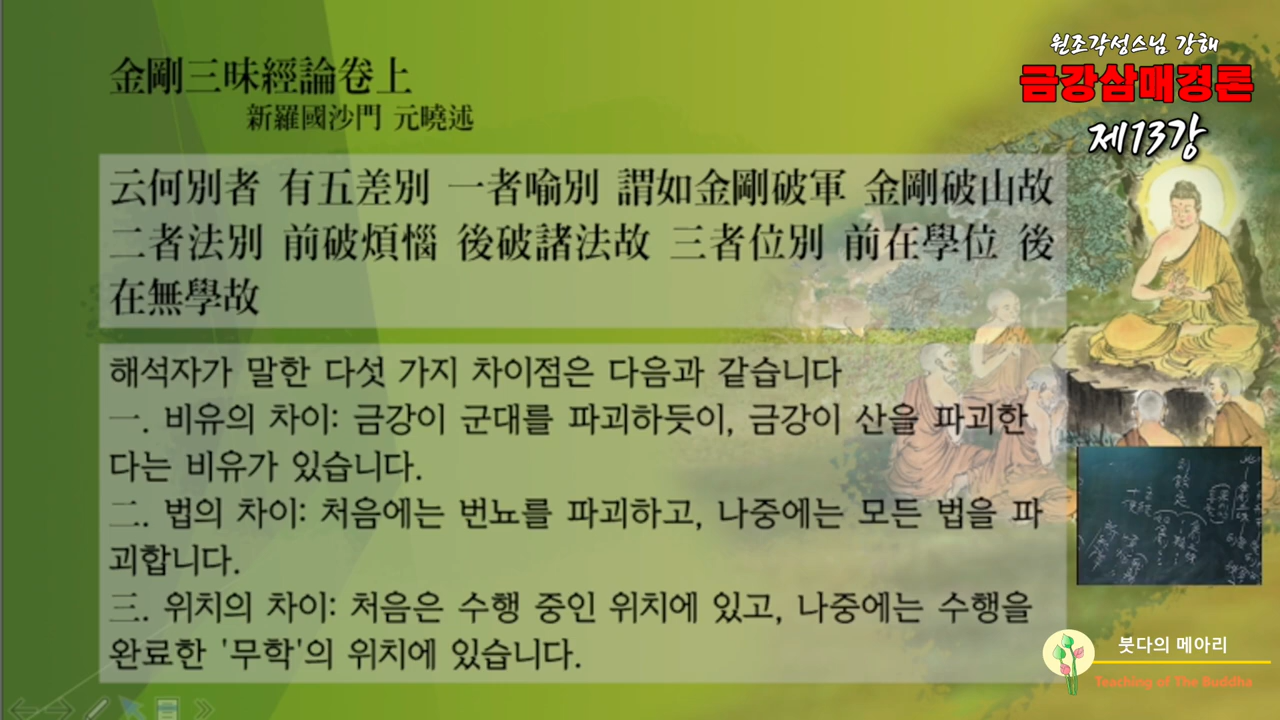 金剛三昧經論卷上
新羅國沙門 元曉述
云何別者 有五差別 一者喩別 謂如金剛破軍 金剛破山故
二者法別 前破煩惱 後破諸法故 三者位別 前在學位 後
在無學故
해석자가 말한 다섯 가지 차이점은 다음과 같습니다
一. 비유의 차이: 금강이 군대를 파괴하듯이, 금강이 산을 파괴한
다는 비유가 있습니다.
二. 법의 차이: 처음에는 번뇨를 파괴하고, 나중에는 모든 법을 파
괴합니다.
三. 위치의 차이: 처음은 수행 중인 위치에 있고, 나중에는 수행을
완료한 '무학'의 위치에 있습니다.
원조각성스님 강해
금강삼매경론
제13강
붓다의 메아리
Teaching of The Buddha